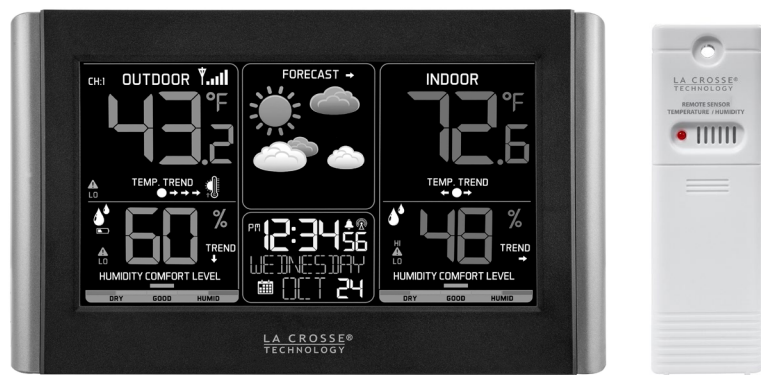 CH:1 OUTDOOR
43.2 °F
TEMP. TREND
LO
60 %
LO
TREND
HUMIDITY COMFORT LEVEL
DRY GOOD HUMID
FORECAST
PM 12:34 56
WEDNESDAY
OCT 24
INDOOR
72.6 °F
TEMP. TREND
48 %
HI
LO
TREND
HUMIDITY COMFORT LEVEL
DRY GOOD HUMID
LA CROSSE®
TECHNOLOGY
LA CROSSE®
TECHNOLOGY
REMOTE SENSOR
TEMPERATURE / HUMIDITY